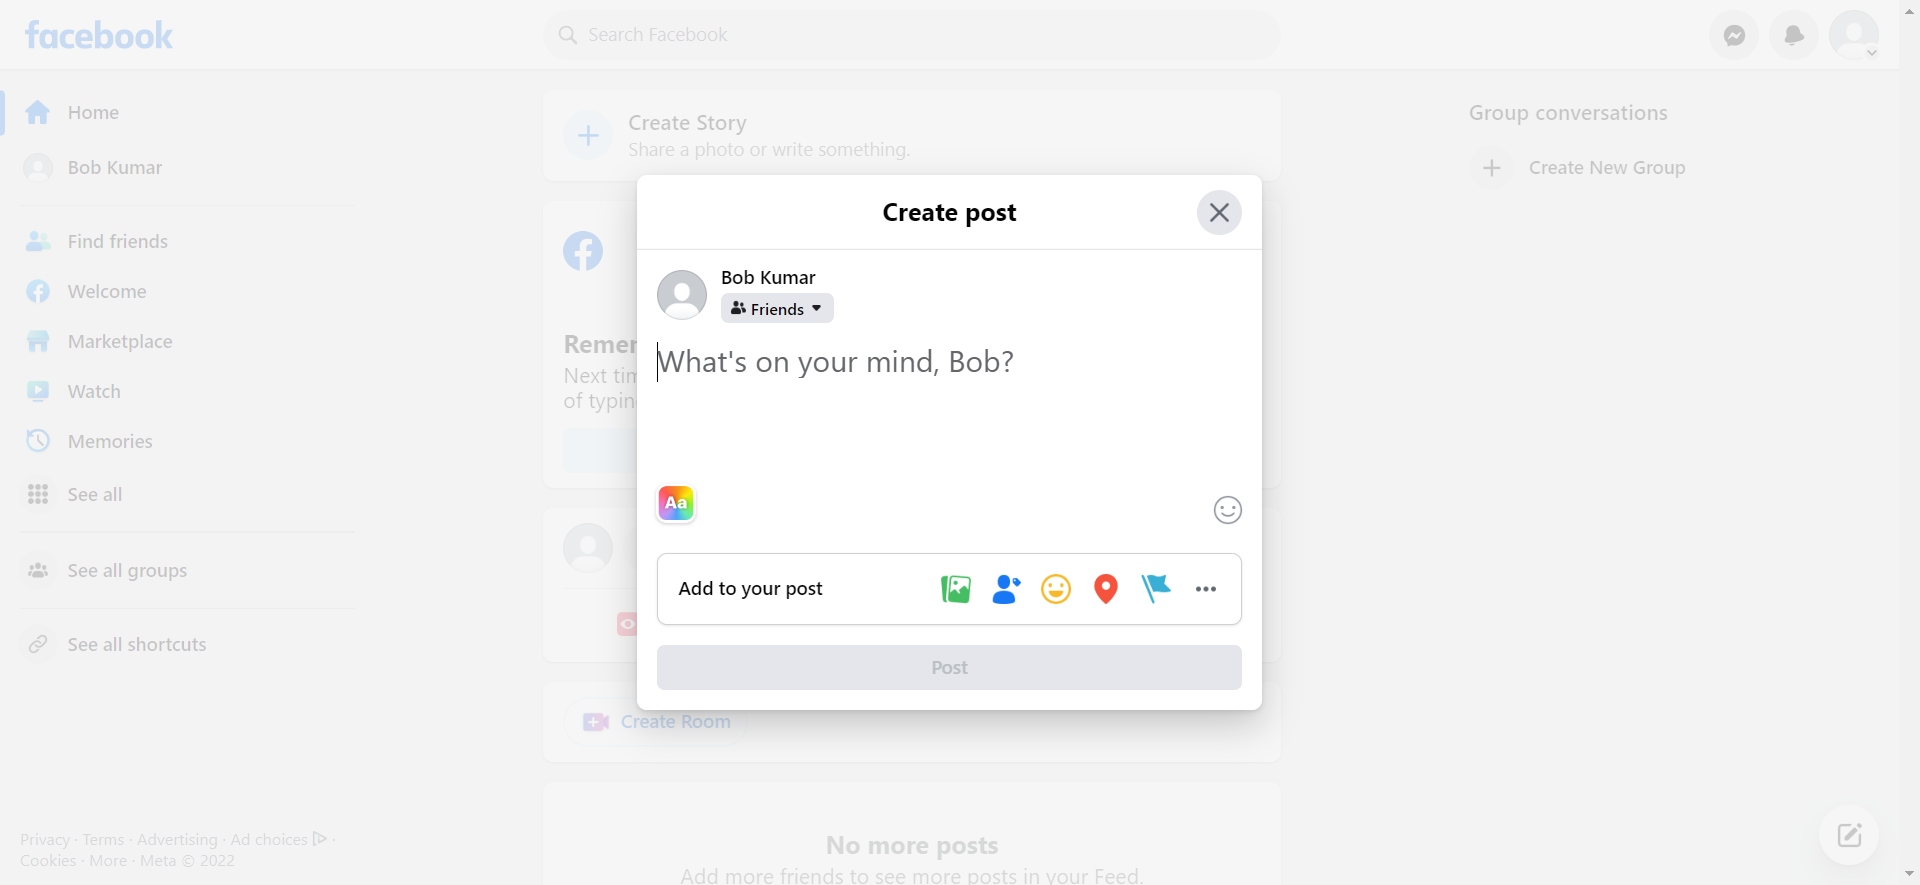 facebook
Search Facebook
Home
Bob Kumar
Find friends
Welcome
Marketplace
Watch
Memories
See all
See all groups
See all shortcuts
Privacy · Terms · Advertising · Ad choices ·
Cookies · More · Meta © 2022
Create Story
Share a photo or write something.
Next
of
Create post
Bob Kumar
Friends
What's on your mind, Bob?
Aa
Add to your post
Post
Create Room
No more posts
Add more friends to see more posts in your Feed.
Group conversations
Create New Group